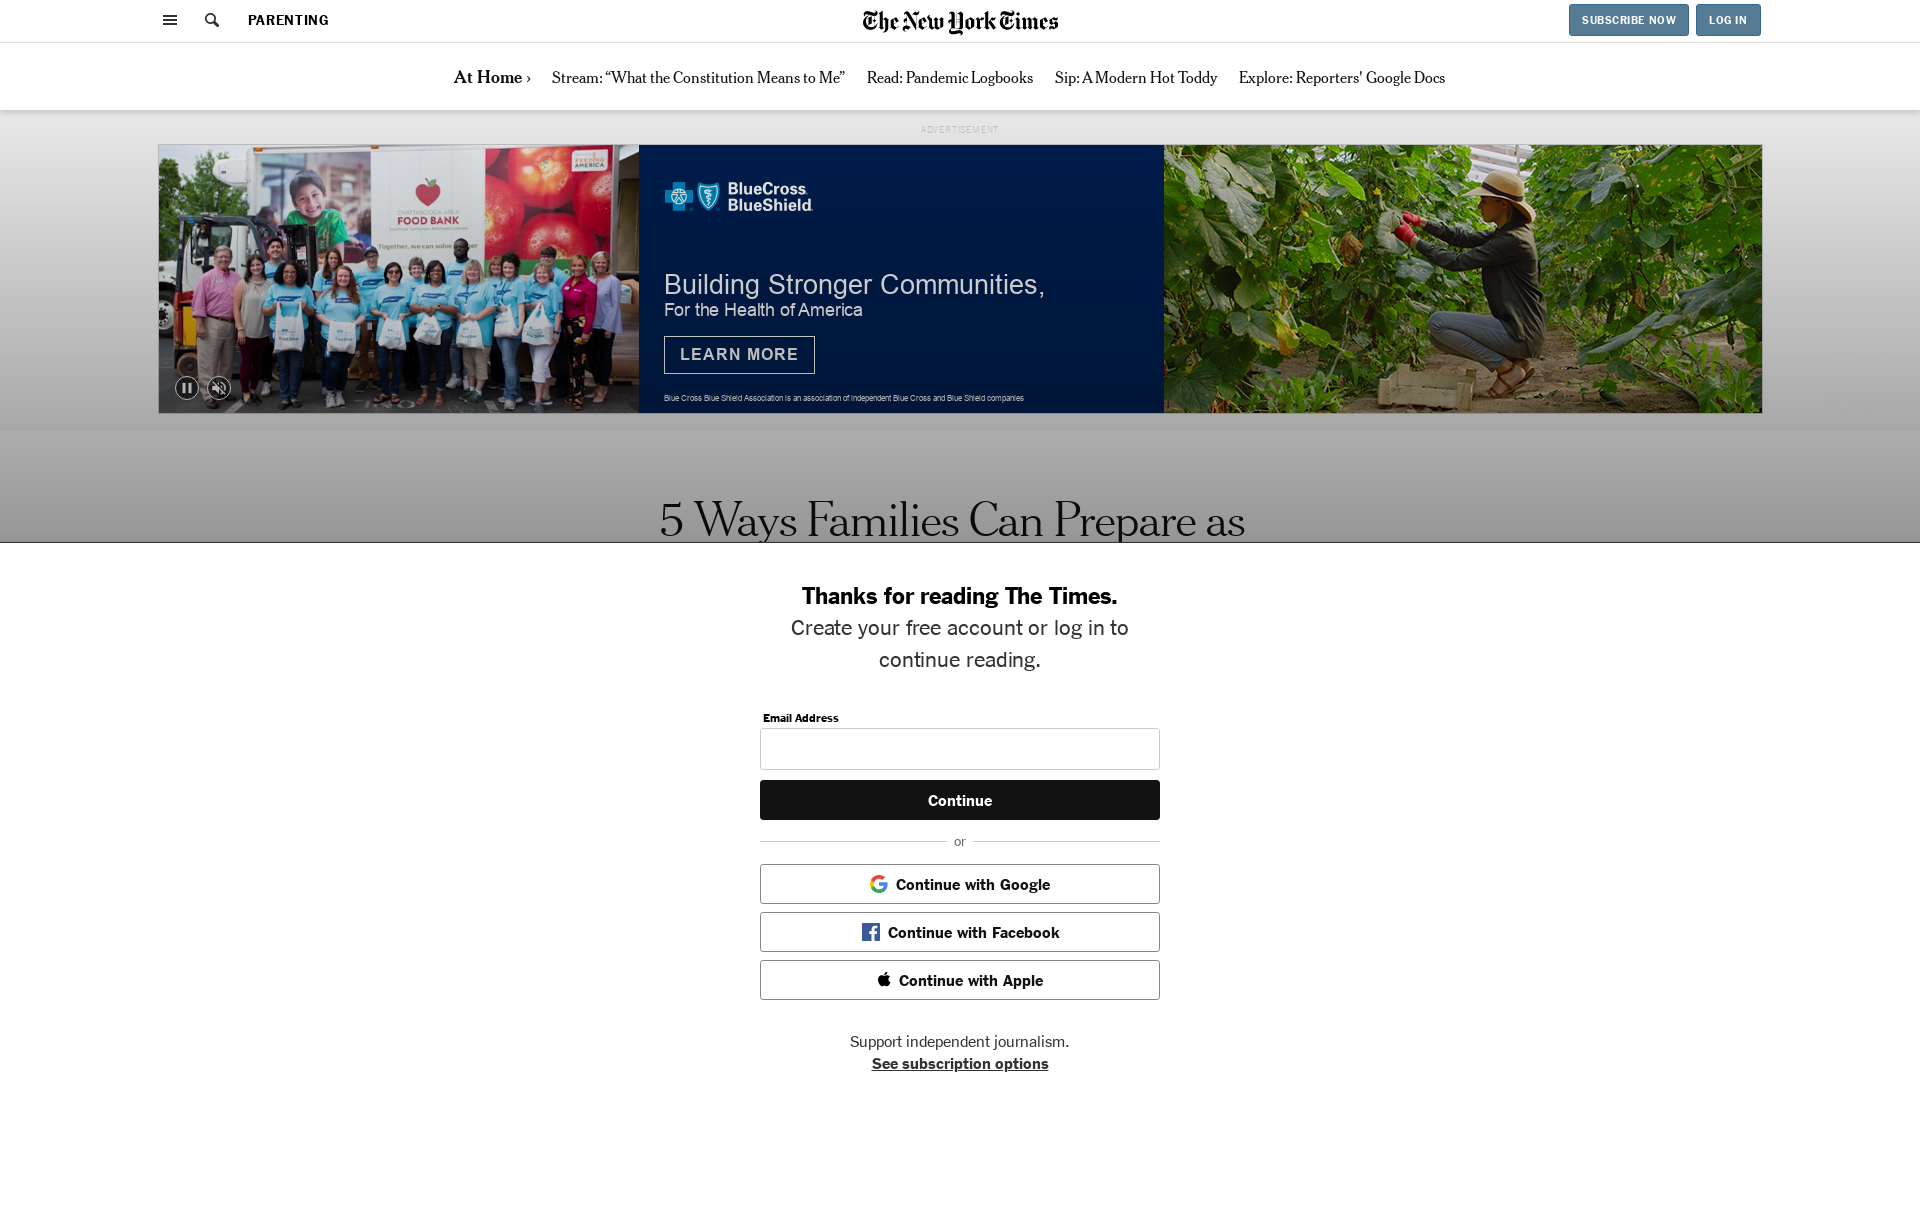 PARENTING
The New York Times
SUBSCRIBE NOW
LOG IN
At Home ›
Stream: “What the Constitution Means to Me”
Read: Pandemic Logbooks
Sip: A Modern Hot Toddy
Explore: Reporters' Google Docs
ADVERTISEMENT
FEEDING
AMERICA
CHATTANOOGA AREA
FOOD BANK
Together, we can solve hunger
BlueCross
BlueShield
Building Stronger Communities,
For the Health of America
LEARN MORE
Blue Cross Blue Shield Association is an association of independent Blue Cross and Blue Shield companies
5 Ways Families Can Prepare as
Thanks for reading The Times.
Create your free account or log in to
continue reading.
Email Address
Continue
or
Continue with Google
Continue with Facebook
Continue with Apple
Support independent journalism.
See subscription options